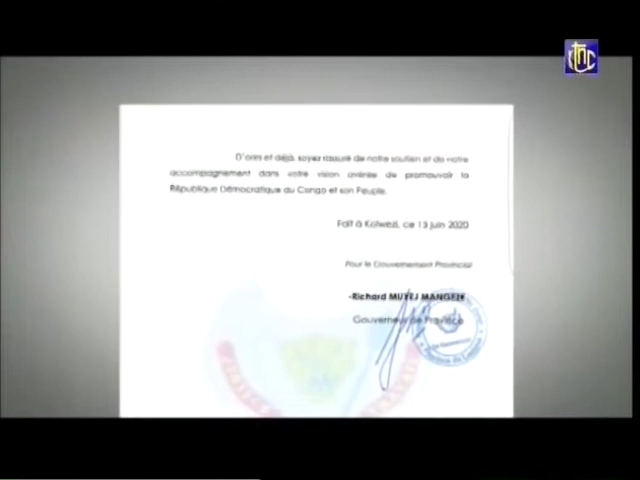 RTNC
D'ores et déjà, soyez rassuré de notre soutien et de notre
accompagnement dans votre vision avérée de promouvoir la
République Démocratique du Congo et son Peuple.
Fait à Kolwezi, ce 13 juin 2020
Pour le Gouvernement Provincial
-Richard MUYEJ MANGEZE
Gouverneur de Province